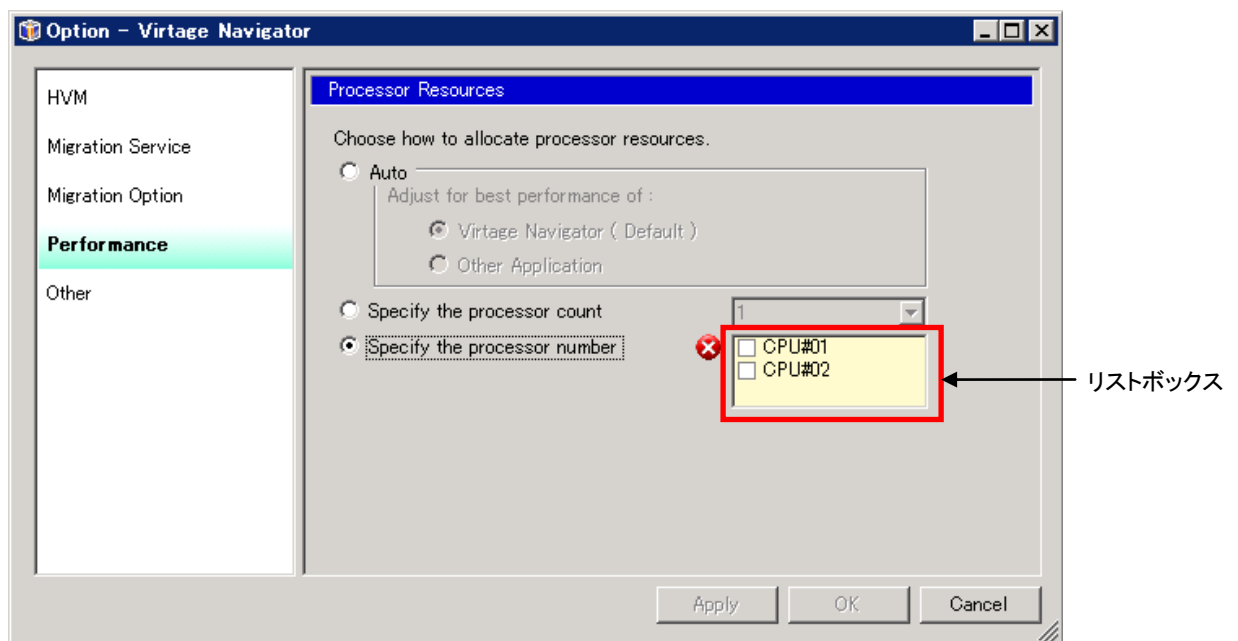 Option - Virtage Navigator
HVM
Migration Service
Migration Option
Performance
Other
Processor Resources
Choose how to allocate processor resources.
Auto
Adjust for best performance of :
Virtage Navigator ( Default )
Other Application
Specify the processor count
1
Specify the processor number
CPU#01
CPU#02
リストボックス
Apply
OK
Cancel